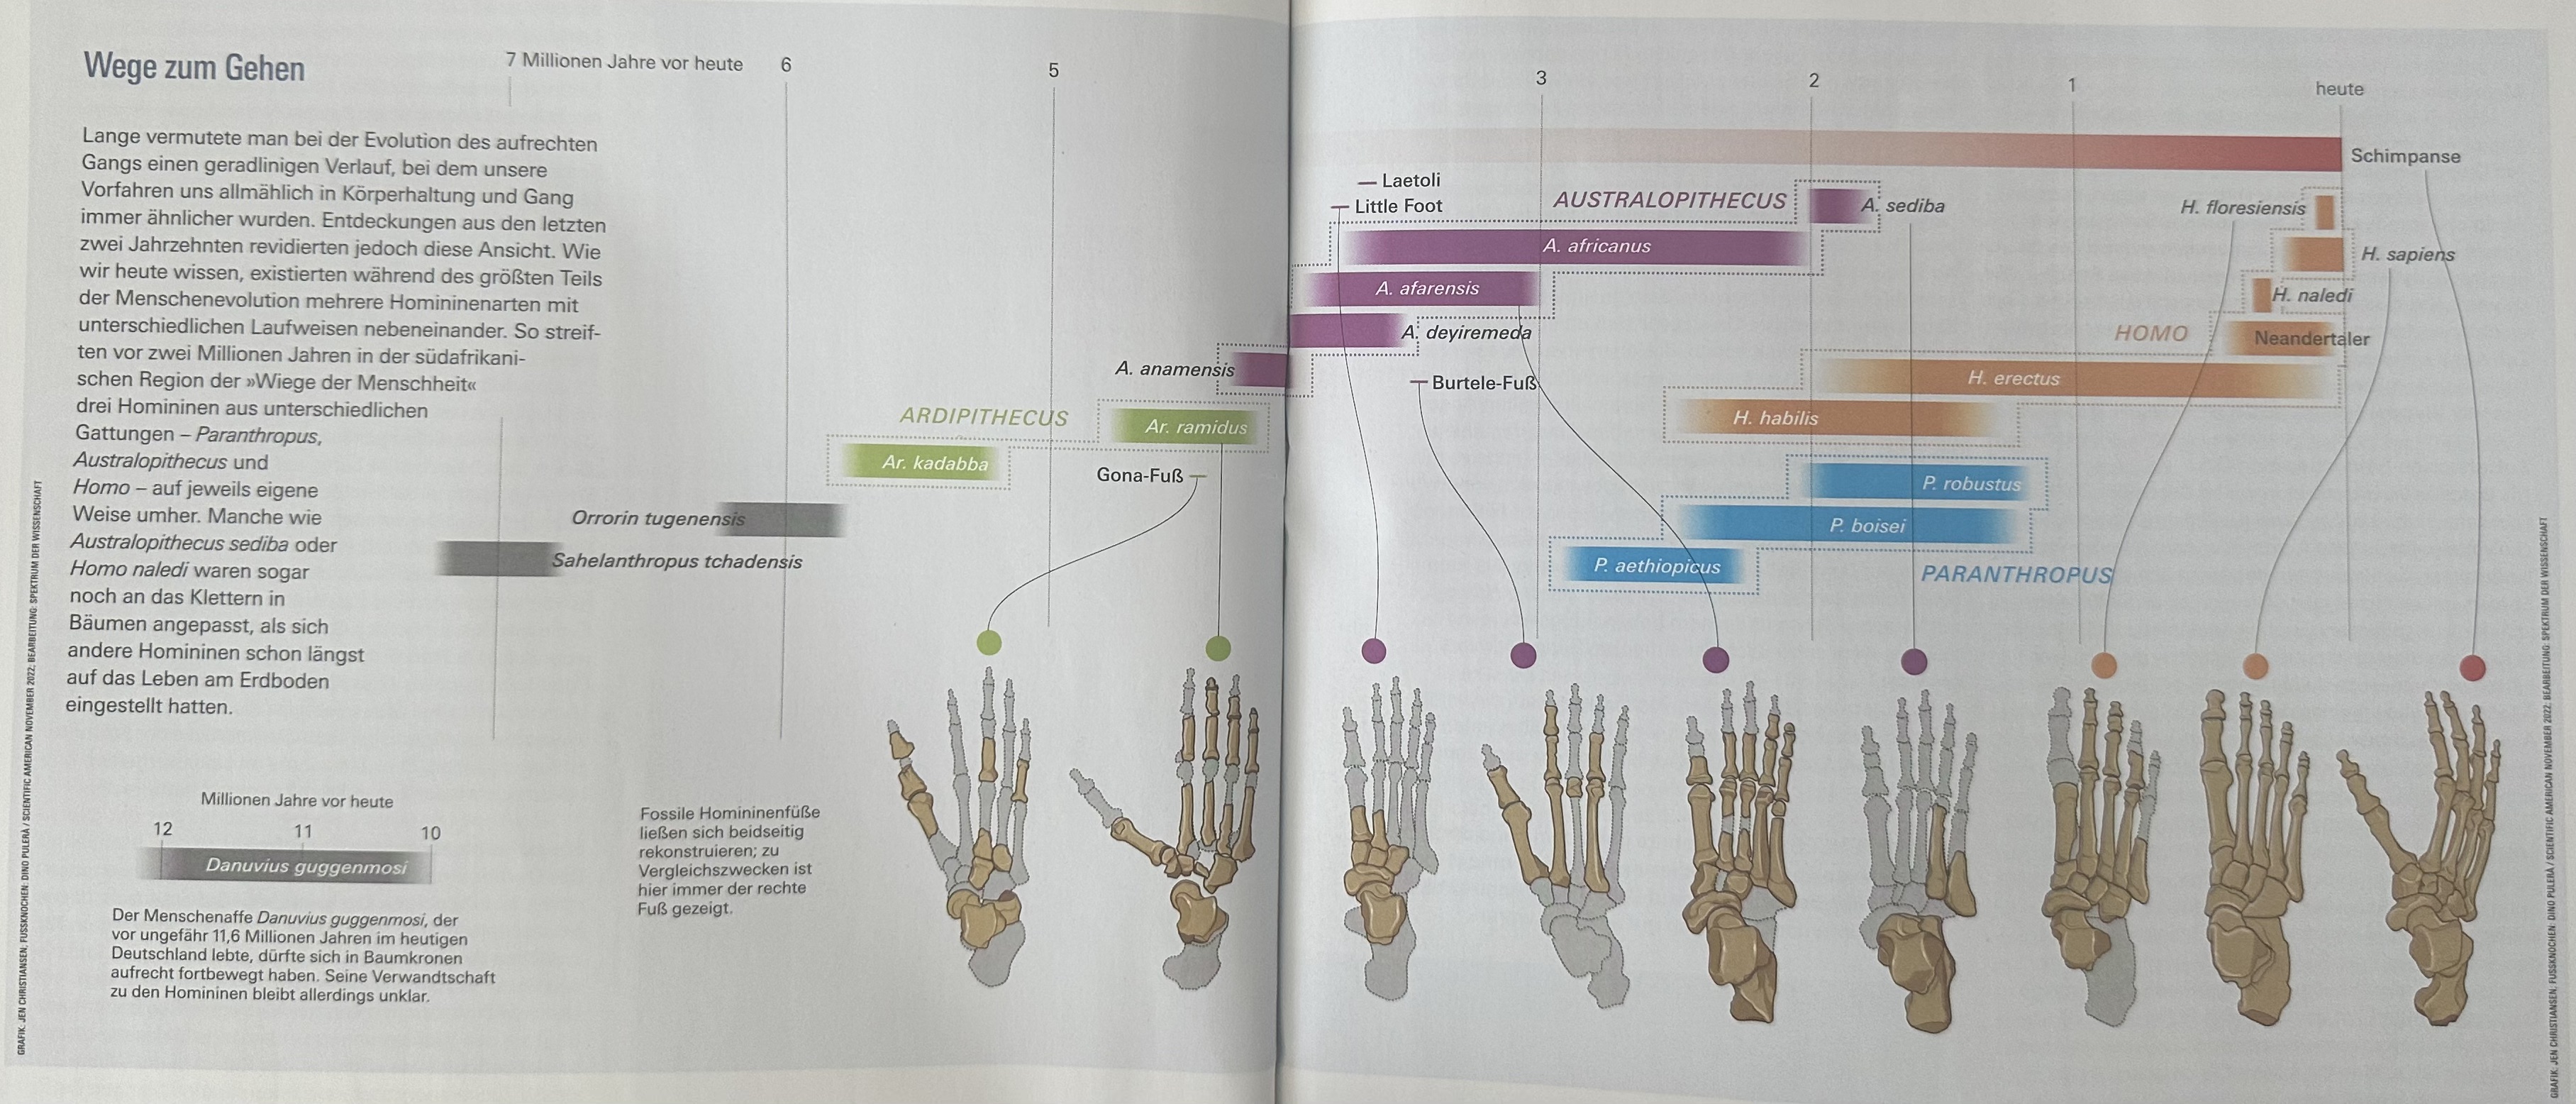 Wege zum Gehen
7 Millionen Jahre vor heute
6
5
3
2
1
heute
Lange vermutete man bei der Evolution des aufrechten
Gangs einen geradlinigen Verlauf, bei dem unsere
Vorfahren uns allmählich in Körperhaltung und Gang
immer ähnlicher wurden. Entdeckungen aus den letzten
zwei Jahrzehnten revidierten jedoch diese Ansicht. Wie
wir heute wissen, existierten während des größten Teils
der Menschenevolution mehrere Homininenarten mit
unterschiedlichen Laufweisen nebeneinander. So streif-
ten vor zwei Millionen Jahren in der südafrikani-
schen Region der »Wiege der Menschheit«
drei Homininen aus unterschiedlichen
Gattungen – Paranthropus,
Australopithecus und
Homo – auf jeweils eigene
Weise umher. Manche wie
Australopithecus sediba oder
Homo naledi waren sogar
noch an das Klettern in
Bäumen angepasst, als sich
andere Homininen schon längst
auf das Leben am Erdboden
eingestellt hatten.
Schimpanse
Laetoli
Little Foot
AUSTRALOPITHECUS
A. sediba
A. africanus
A. afarensis
A. deyiremeda
A. anamensis
Burtele-Fuß
ARDIPITHECUS
Ar. ramidus
Ar. kadabba
Gona-Fuß
Orrorin tugenensis
Sahelanthropus tchadensis
H. floresiensis
H. sapiens
H. naledi
HOMO
Neandertaler
H. erectus
H. habilis
P. robustus
P. boisei
P. aethiopicus
PARANTHROPUS
Millionen Jahre vor heute
12
11
10
Danuvius guggenmosi
Der Menschenaffe Danuvius guggenmosi, der
vor ungefähr 11,6 Millionen Jahren im heutigen
Deutschland lebte, dürfte sich in Baumkronen
aufrecht fortbewegt haben. Seine Verwandtschaft
zu den Homininen bleibt allerdings unklar.
Fossile Homininenfüße
ließen sich beidseitig
rekonstruieren; zu
Vergleichszwecken ist
hier immer der rechte
Fuß gezeigt.
GRAFIK: JEN CHRISTIANSEN; FUSSKNOCHEN: DINO PULERÀ / SCIENTIFIC AMERICAN NOVEMBER 2022; BEARBEITUNG: SPEKTRUM DER WISSENSCHAFT
GRAFIK: JEN CHRISTIANSEN; FUSSKNOCHEN: DINO PULERÀ / SCIENTIFIC AMERICAN NOVEMBER 2022; BEARBEITUNG: SPEKTRUM DER WISSENSCHAFT